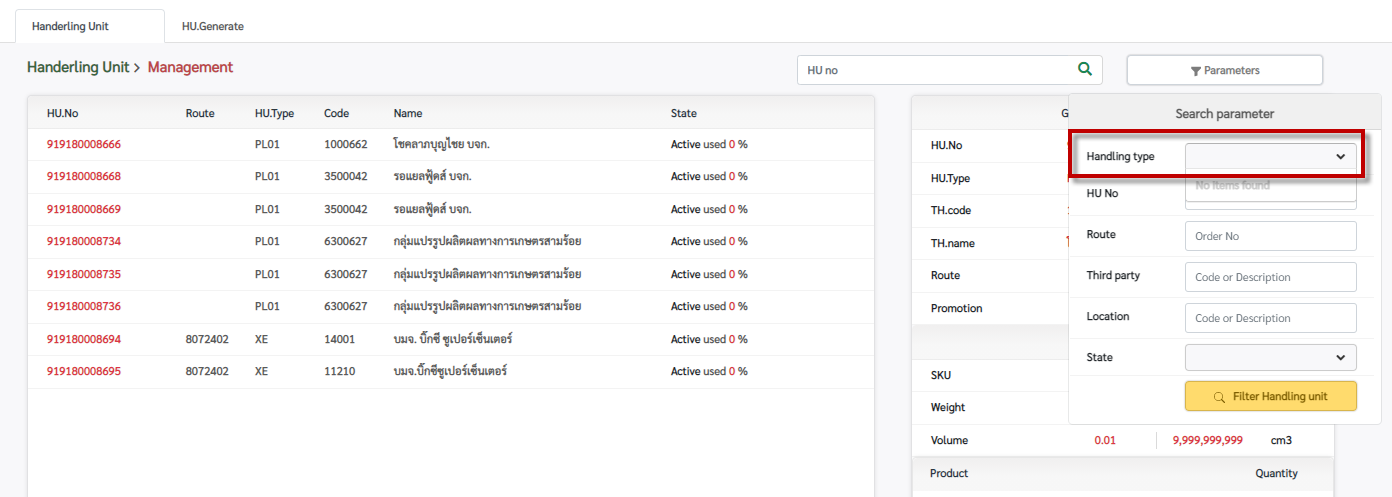 Handerling Unit
HU.Generate
Handerling Unit > Management
HU no
Parameters
HU.No Route HU.Type Code Name State
919180008666 PL01 1000662 โชคลาภบุญไชย บจก. Active used 0 %
919180008668 PL01 3500042 รอแยลฟู้ดส์ บจก. Active used 0 %
919180008669 PL01 3500042 รอแยลฟู้ดส์ บจก. Active used 0 %
919180008734 PL01 6300627 กลุ่มแปรรูปผลิตผลทางการเกษตรสามร้อย Active used 0 %
919180008735 PL01 6300627 กลุ่มแปรรูปผลิตผลทางการเกษตรสามร้อย Active used 0 %
919180008736 PL01 6300627 กลุ่มแปรรูปผลิตผลทางการเกษตรสามร้อย Active used 0 %
919180008694 8072402 XE 14001 บมจ. บิ๊กซี ซูเปอร์เซ็นเตอร์ Active used 0 %
919180008695 8072402 XE 11210 บมจ.บิ๊กซีซูเปอร์เซ็นเตอร์ Active used 0 %
HU.No
HU.Type
TH.code
TH.name
Route
Promotion
SKU
Weight
Volume 0.01 9,999,999,999 cm3
Product Quantity
Search parameter
Handling type
No items found
HU No
Route Order No
Third party Code or Description
Location Code or Description
State
Filter Handling unit